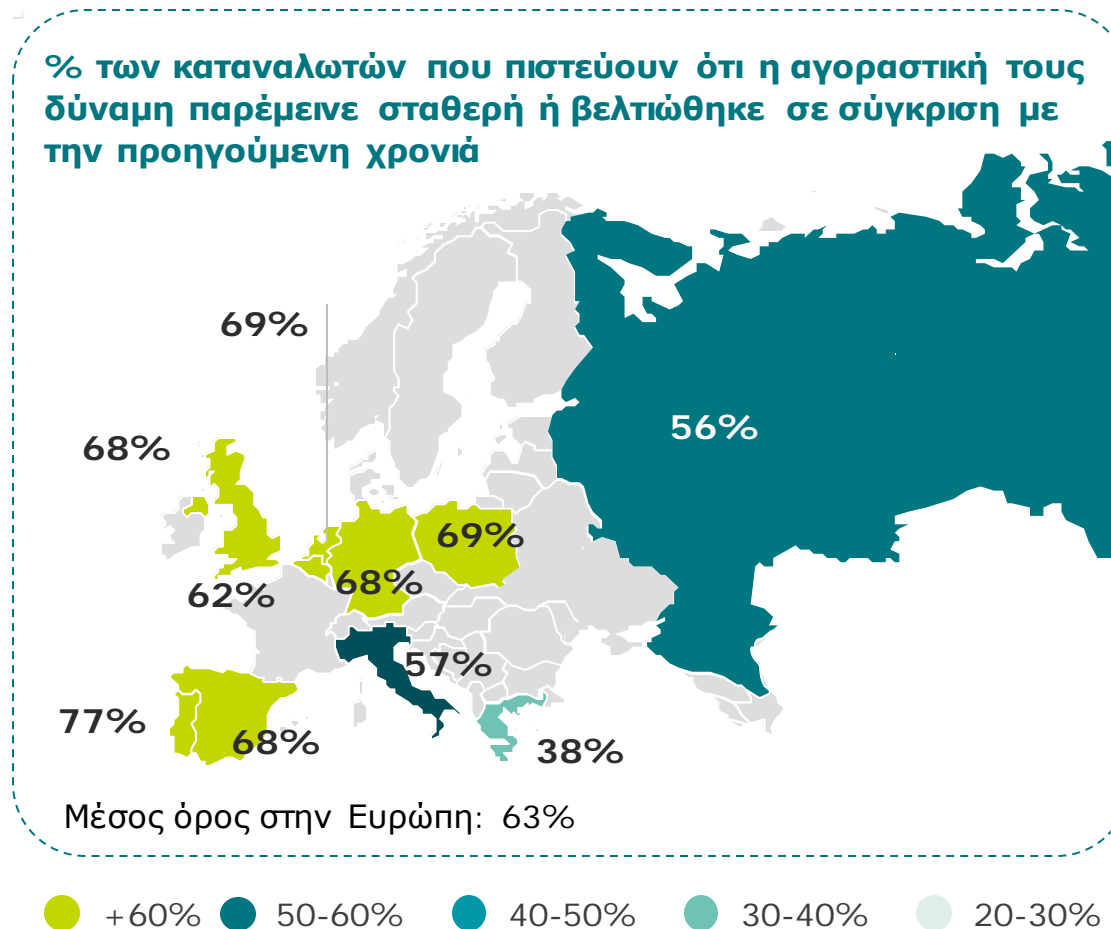 % των καταναλωτών που πιστεύουν ότι η αγοραστική τους
δύναμη παρέμεινε σταθερή ή βελτιώθηκε σε σύγκριση με
την προηγούμενη χρονιά
69%
56%
68%
69%
68%
62%
57%
77%
68%
38%
Μέσος όρος στην Ευρώπη: 63%
+60% 50-60% 40-50% 30-40% 20-30%